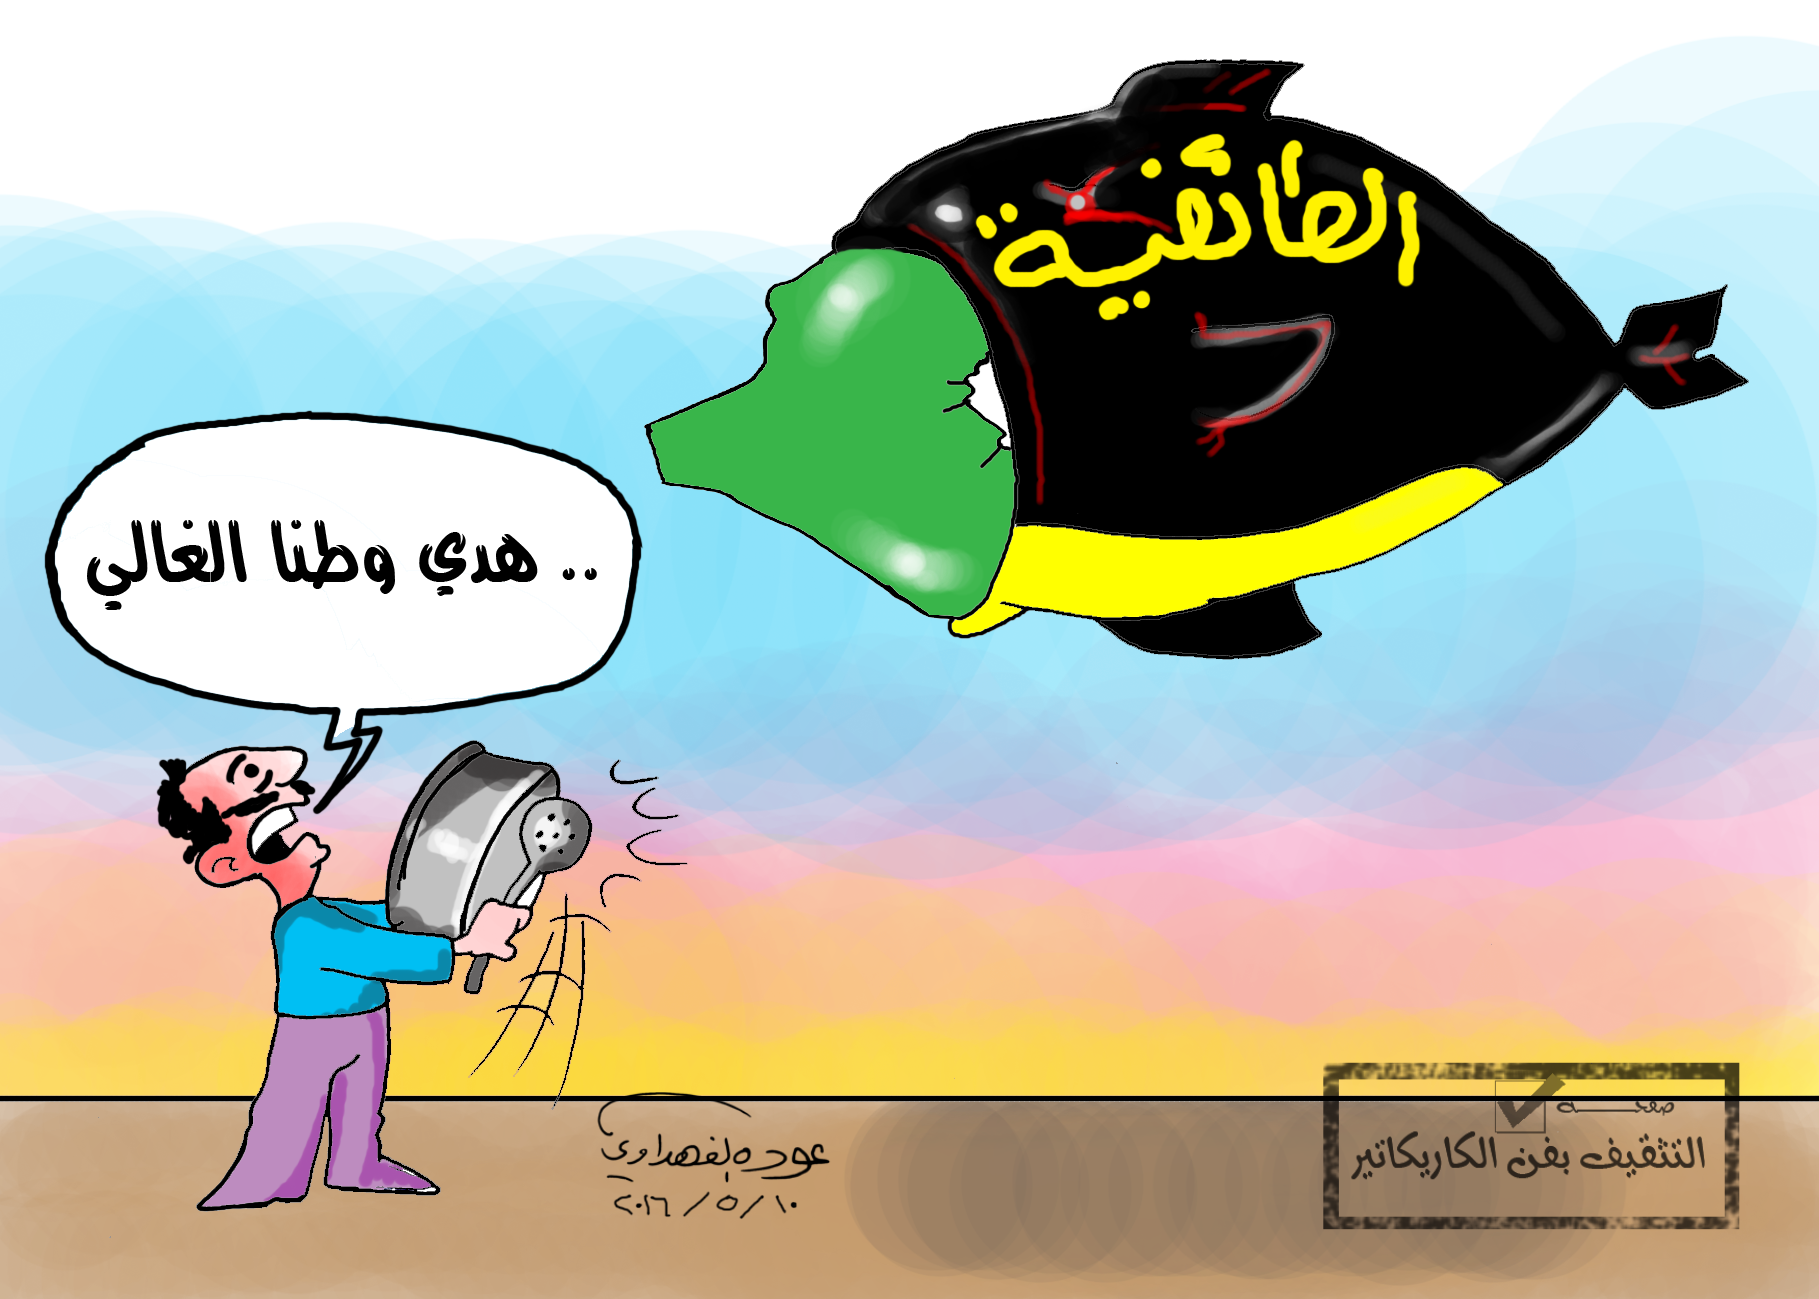 الطائفية
.. هدي وطنا الغالي
عوده الفهداوي
٢٠١٦ / ٥ / ١٠
صفحة
التثقيف بفن الكاريكاتير